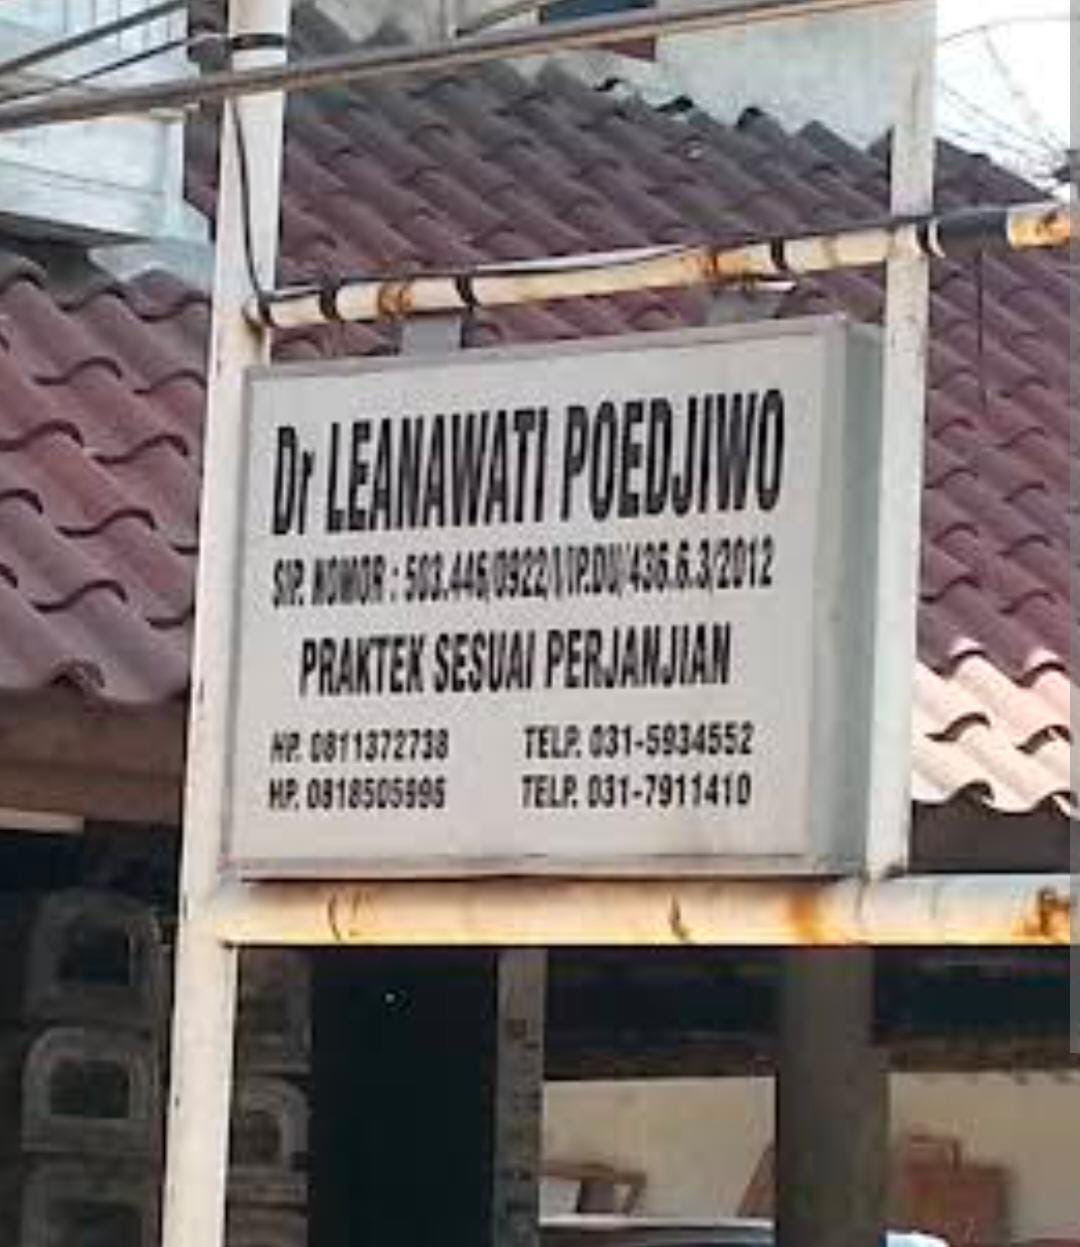 Dr LEANAWATI POEDJIWO
SIP. NOMOR : 503.446/0922/I/IP.DU/436.6.3/2012
PRAKTEK SESUAI PERJANJIAN
HP. 0811372738 TELP. 031-5934552
HP. 0818505996 TELP. 031-7911410